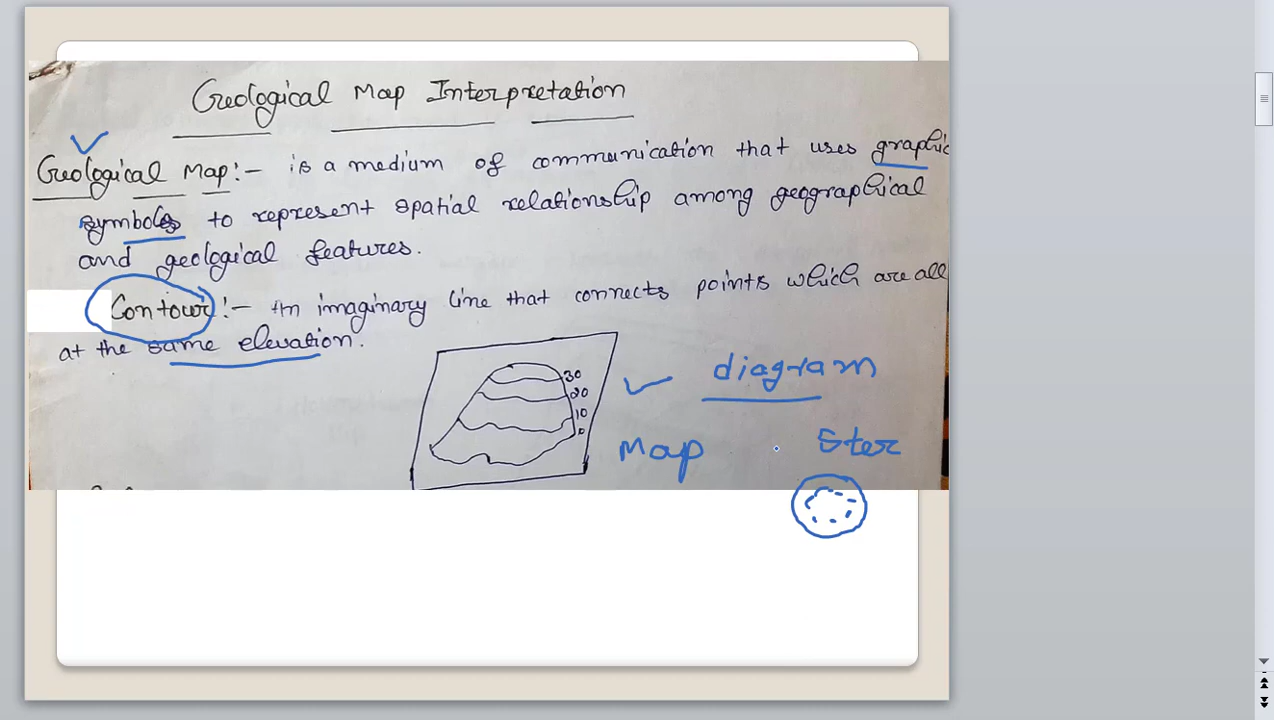 Geological Map Interpretation
Geological Map:- is a medium of communication that uses graphic
symbols to represent spatial relationship among geographical
and geological features.
Contour:- An imaginary line that connects points which are all
at the same elevation.
30
20
10
0
diagram
Map
Ster